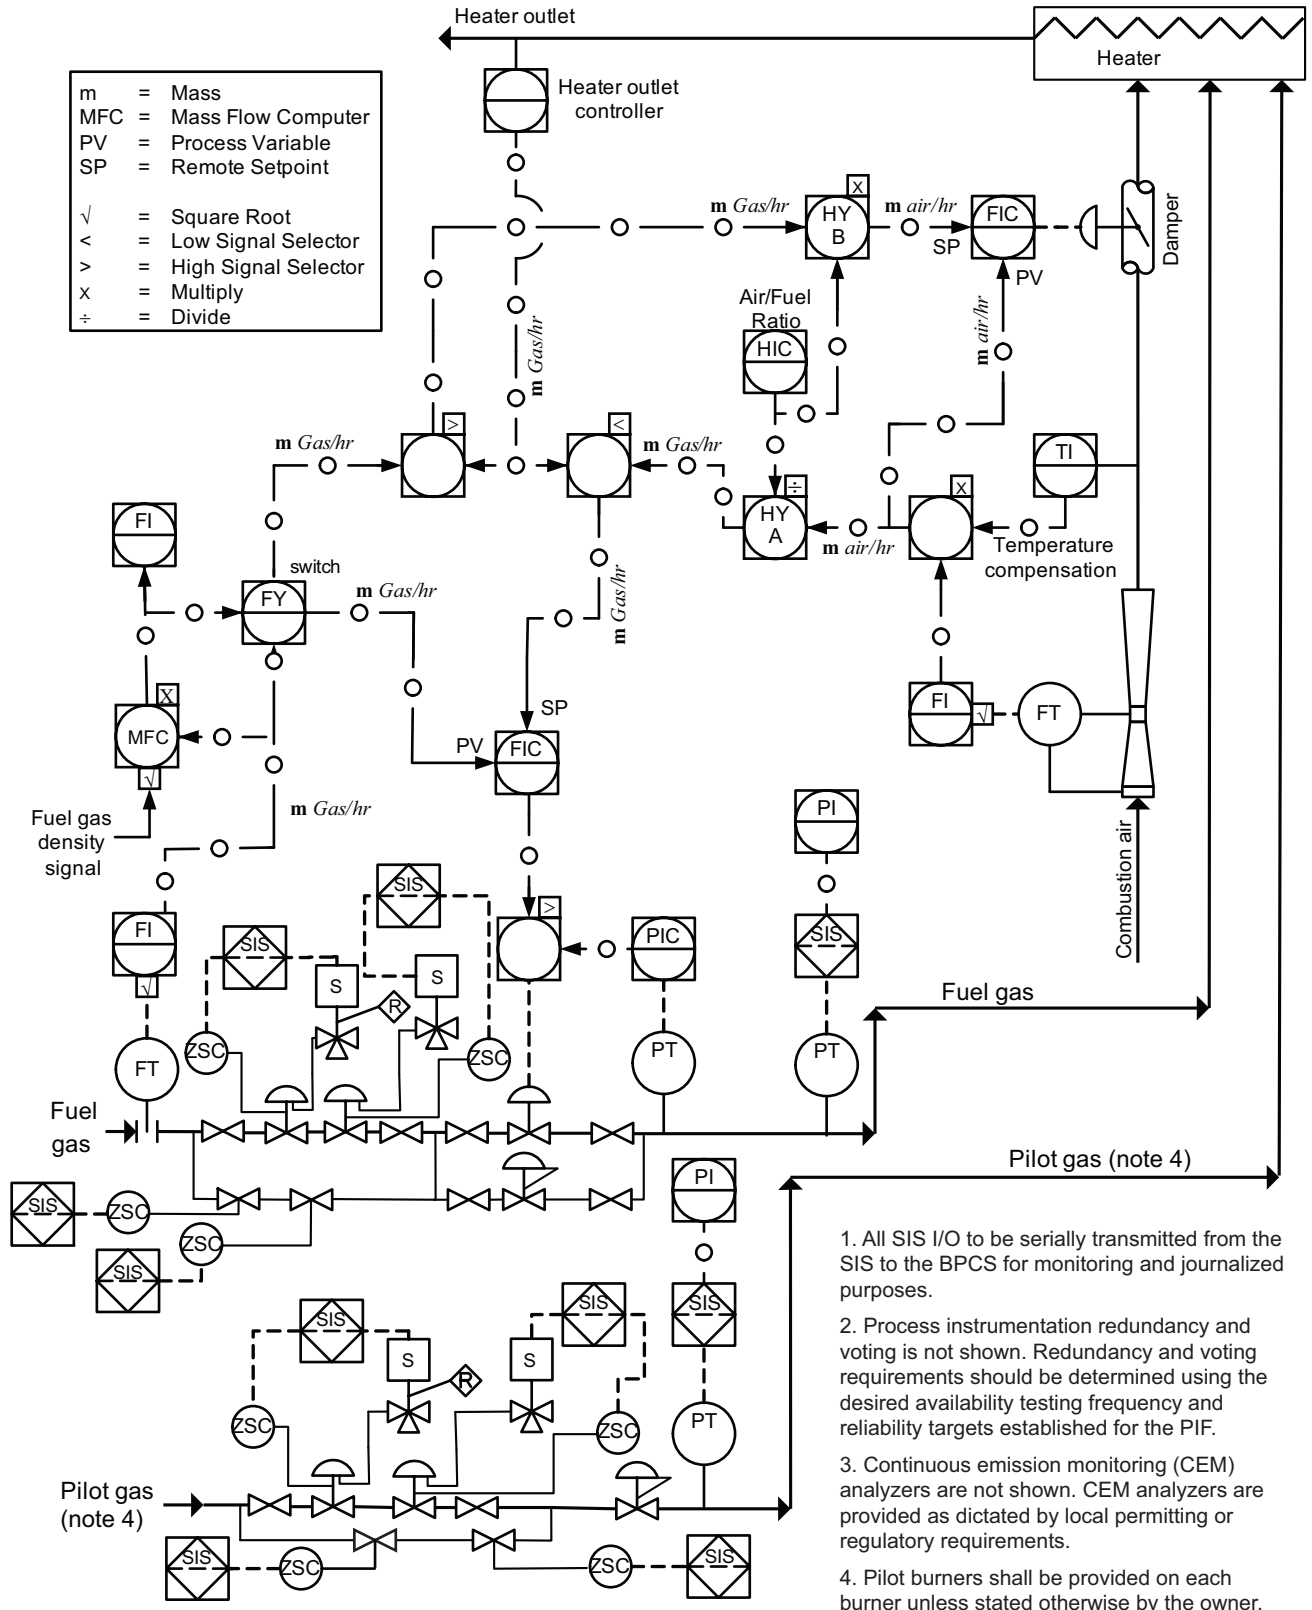 Heater outlet
Heater
m = Mass
MFC = Mass Flow Computer
PV = Process Variable
SP = Remote Setpoint
√ = Square Root
< = Low Signal Selector
> = High Signal Selector
x = Multiply
÷ = Divide
Heater outlet
controller
x
m Gas/hr
HY
B
m air/hr
SP
FIC
PV
Damper
Air/Fuel
Ratio
HIC
m air/hr
m Gas/hr
>
<
m Gas/hr
m Gas/hr
÷
HY
A
m air/hr
x
TI
Temperature
compensation
FI
switch
FY
m Gas/hr
m Gas/hr
X
MFC
√
Fuel gas
density
signal
m Gas/hr
SP
PV
FIC
FI
√
FT
PI
Combustion air
SIS
SIS
FI
√
S
S
R
>
PIC
SIS
Fuel gas
ZSC
ZSC
FT
PT
PT
Fuel
gas
SIS
ZSC
ZSC
SIS
PI
Pilot gas (note 4)
SIS
SIS
SIS
S
S
R
ZSC
ZSC
PT
Pilot gas
(note 4)
SIS
ZSC
ZSC
SIS
1. All SIS I/O to be serially transmitted from the
SIS to the BPCS for monitoring and journalized
purposes.
2. Process instrumentation redundancy and
voting is not shown. Redundancy and voting
requirements should be determined using the
desired availability testing frequency and
reliability targets established for the PIF.
3. Continuous emission monitoring (CEM)
analyzers are not shown. CEM analyzers are
provided as dictated by local permitting or
regulatory requirements.
4. Pilot burners shall be provided on each
burner unless stated otherwise by the owner.